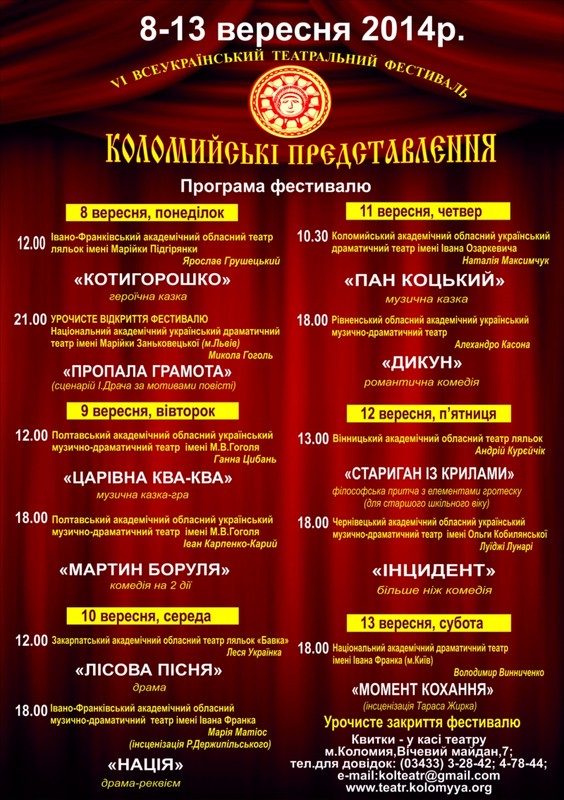 8-13 вересня 2014р.
VI ВСЕУКРАЇНСЬКИЙ ТЕАТРАЛЬНИЙ ФЕСТИВАЛЬ
КОЛОМИЙСЬКІ ПРЕДСТАВЛЕННЯ
Програма фестивалю
8 вересня, понеділок
12.00 Івано-Франківський академічний обласний театр
ляльок імені Марійки Підгірянки
Ярослав Грушецький
«КОТИГОРОШКО»
героїчна казка
21.00 УРОЧИСТЕ ВІДКРИТТЯ ФЕСТИВАЛЮ
Національний академічний український драматичний
театр імені Марійки Заньковецької (м.Львів)
Микола Гоголь
«ПРОПАЛА ГРАМОТА»
(сценарій І.Драча за мотивами повісті)
9 вересня, вівторок
12.00 Полтавський академічний обласний український
музично-драматичний театр імені М.В.Гоголя
Ганна Цибань
«ЦАРІВНА КВА-КВА»
музична казка-гра
18.00 Полтавський академічний обласний український
музично-драматичний театр імені М.В.Гоголя
Іван Карпенко-Карий
«МАРТИН БОРУЛЯ»
комедія на 2 дії
10 вересня, середа
12.00 Закарпатський академічний обласний театр ляльок «Бавка»
Леся Українка
«ЛІСОВА ПІСНЯ»
драма
18.00 Івано-Франківський академічний обласний
музично-драматичний театр імені Івана Франка
Марія Матіос
(інсценізація Р.Держипільського)
«НАЦІЯ»
драма-реквієм
11 вересня, четвер
10.30 Коломийський академічний обласний український
драматичний театр імені Івана Озаркевича
Наталія Максимчук
«ПАН КОЦЬКИЙ»
музична казка
18.00 Рівненський обласний академічний український
музично-драматичний театр
Алехандро Касона
«ДИКУН»
романтична комедія
12 вересня, п'ятниця
13.00 Вінницький академічний обласний театр ляльок
Андрій Курєйчік
«СТАРИГАН ІЗ КРИЛАМИ»
філософська притча з елементами гротеску
(для старшого шкільного віку)
18.00 Чернівецький академічний обласний український
музично-драматичний театр імені Ольги Кобилянської
Луїджі Лунарі
«ІНЦИДЕНТ»
більше ніж комедія
13 вересня, субота
18.00 Національний академічний драматичний театр
імені Івана Франка (м.Київ)
Володимир Винниченко
«МОМЕНТ КОХАННЯ»
(інсценізація Тараса Жирка)
Урочисте закриття фестивалю
Квитки - у касі театру
м.Коломия,Вічевий майдан,7;
тел.для довідок: (03433) 3-28-42; 4-78-44;
e-mail:kolteatr@gmail.com
www.teatr.kolomyya.org